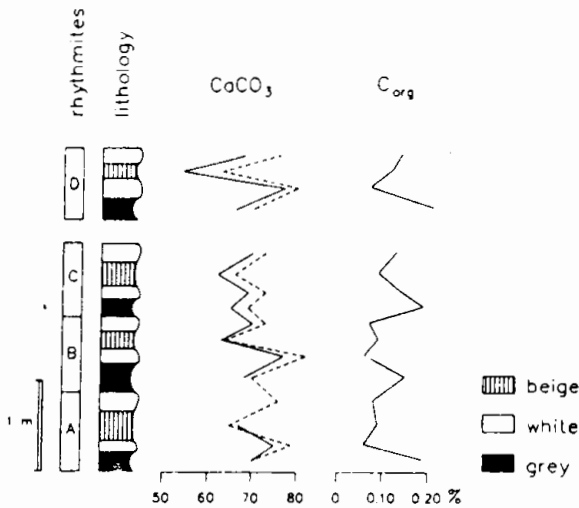 rhythmites
lithology
CaCO3
Corg
D
C
B
A
1 m
beige
white
grey
50 60 70 80
0 0.10 0.20 %